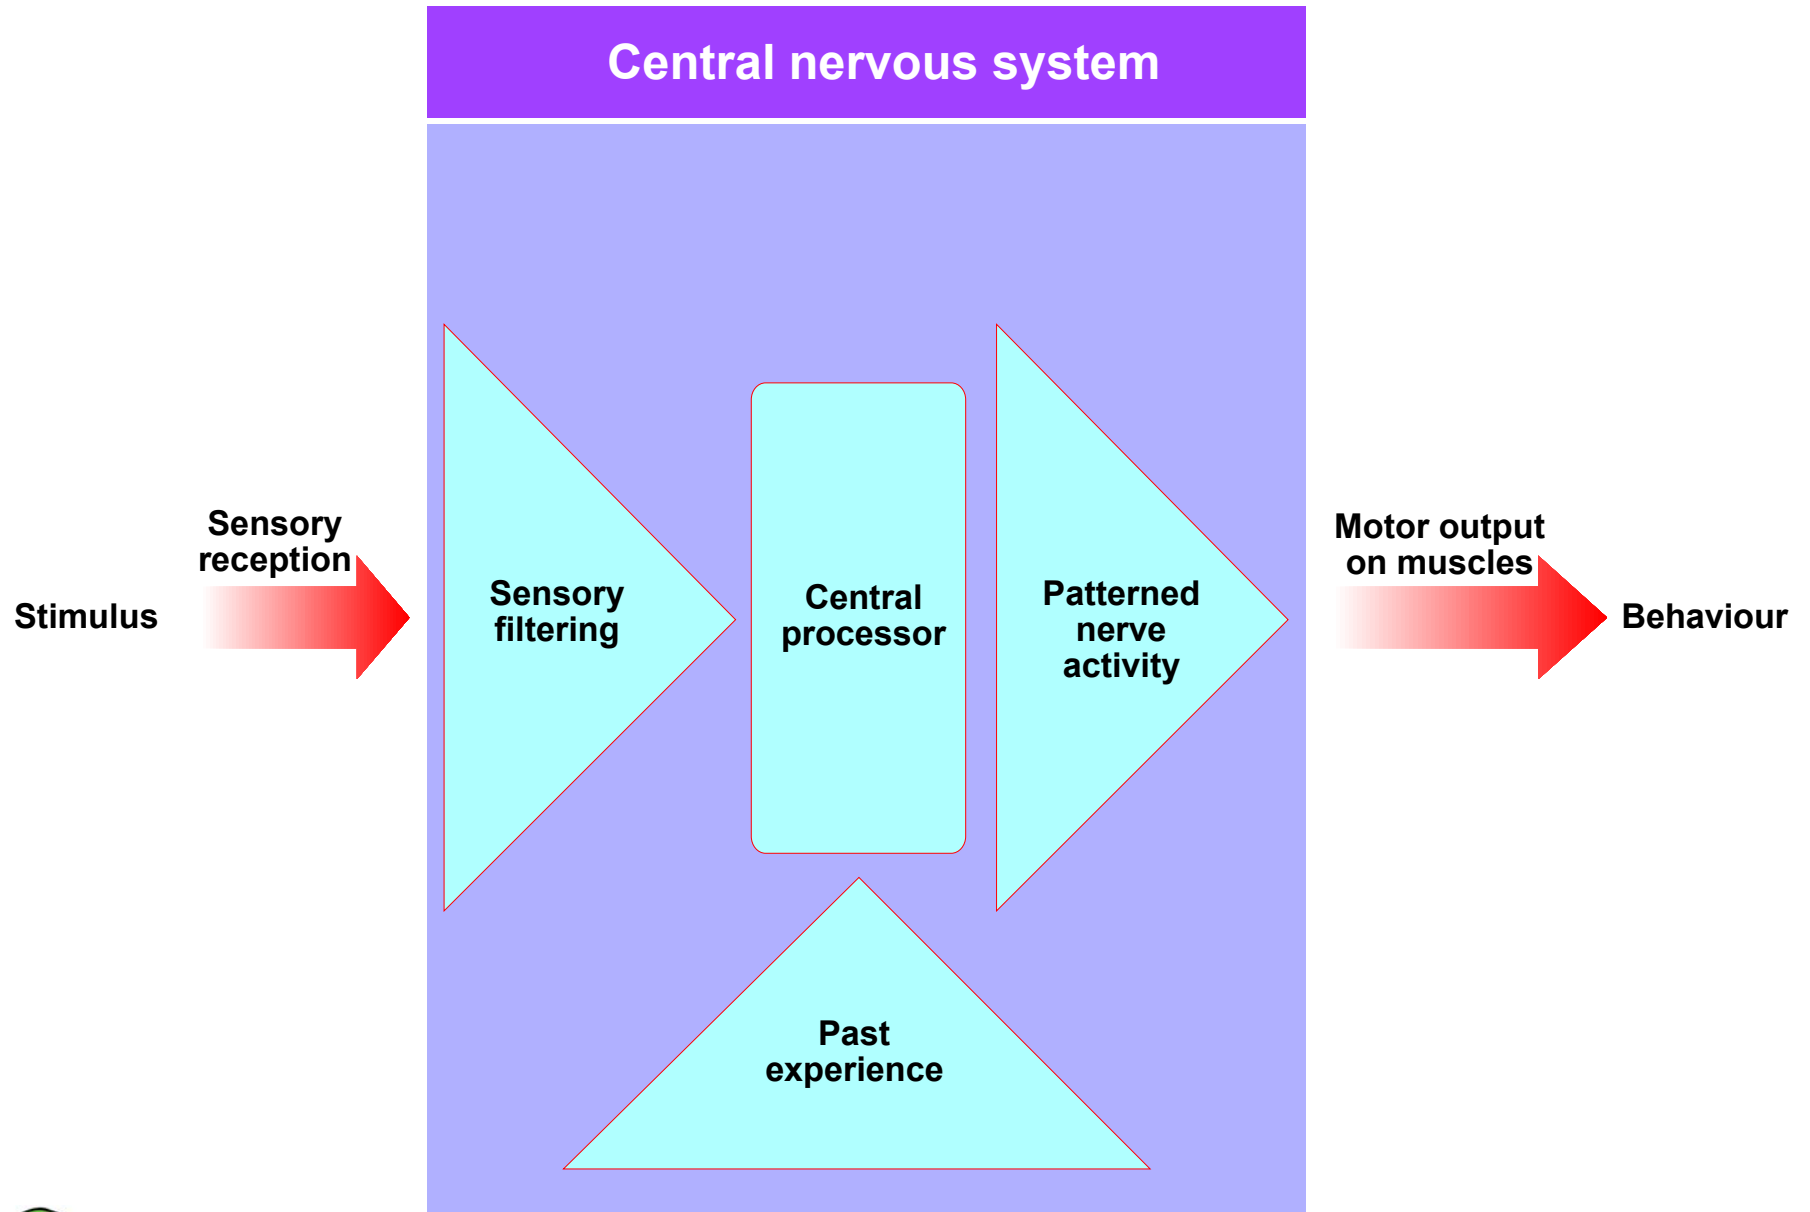 Central nervous system
Stimulus
Sensory
reception
Sensory
filtering
Central
processor
Patterned
nerve
activity
Motor output
on muscles
Behaviour
Past
experience